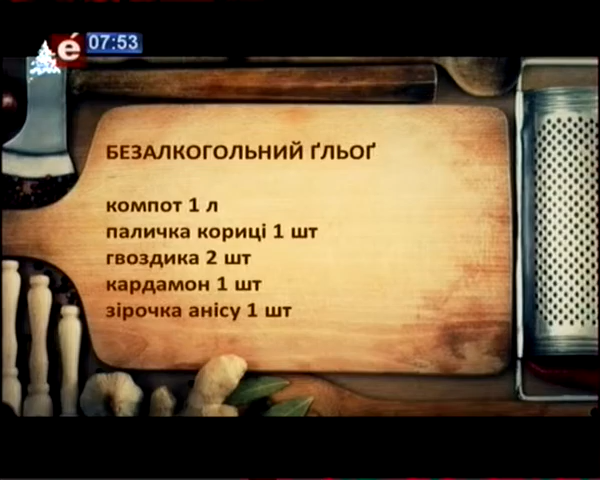 é 07:53
БЕЗАЛКОГОЛЬНИЙ ҐЛЬОҐ
компот 1 л
паличка кориці 1 шт
гвоздика 2 шт
кардамон 1 шт
зірочка анісу 1 шт